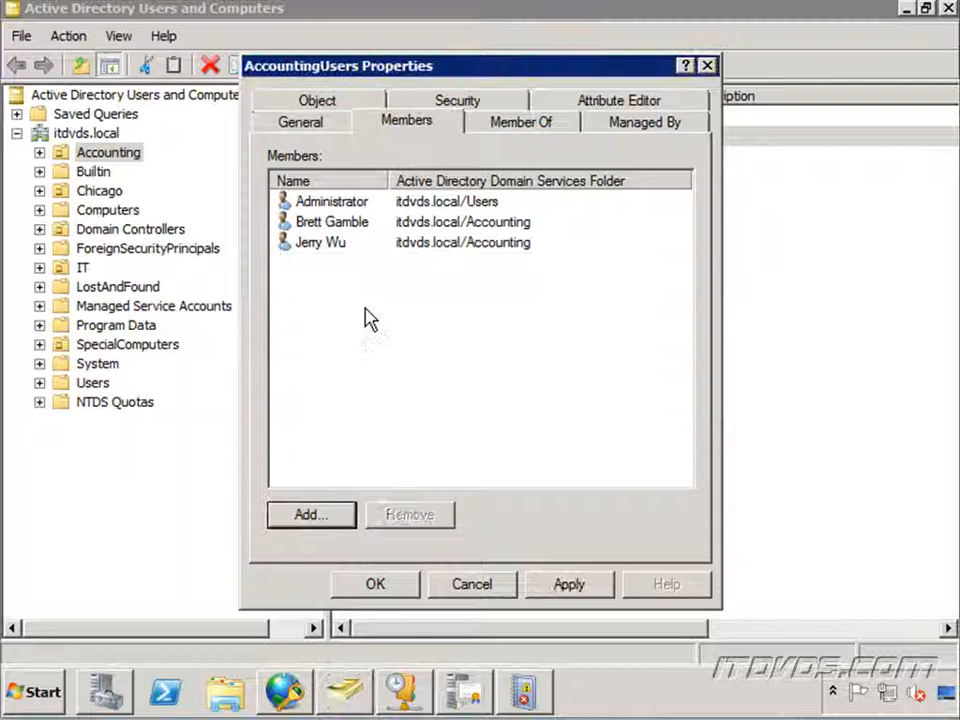 Active Directory Users and Computers
File Action View Help
AccountingUsers Properties
Object Security Attribute Editor
General Members Member Of Managed By
Members:
Name Active Directory Domain Services Folder
Administrator itdvds.local/Users
Brett Gamble itdvds.local/Accounting
Jerry Wu itdvds.local/Accounting
Add... Remove
OK Cancel Apply Help
Active Directory Users and Compute
Saved Queries
itdvds.local
Accounting
Builtin
Chicago
Computers
Domain Controllers
ForeignSecurityPrincipals
IT
LostAndFound
Managed Service Accounts
Program Data
SpecialComputers
System
Users
NTDS Quotas
ption
ITDVDS.COM
Start